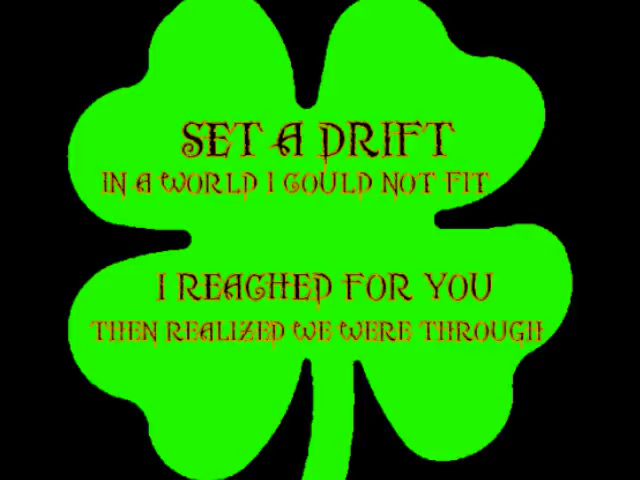 SET A DRIFT
IN A WORLD I COULD NOT FIT
I REACHED FOR YOU
THEN REALIZED WE WERE THROUGH